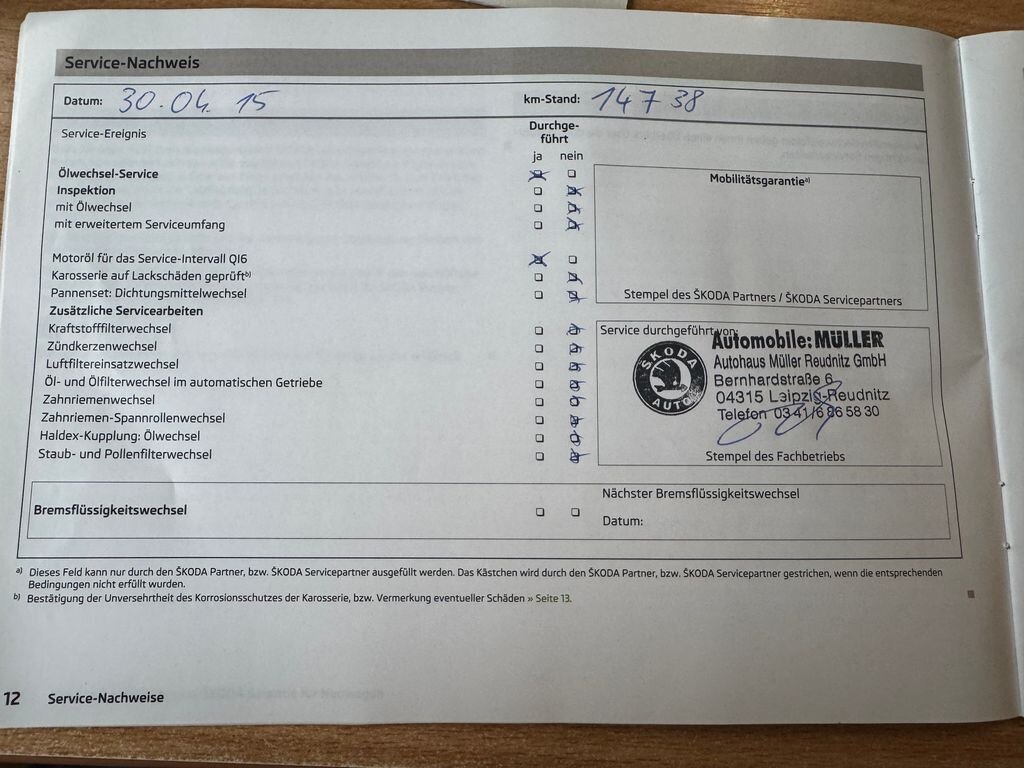 Service-Nachweis
Datum: 30.04. 15 km-Stand: 14738
Service-Ereignis Durchge-
führt
ja nein
Ölwechsel-Service
Inspektion
mit Ölwechsel
mit erweitertem Serviceumfang
Motoröl für das Service-Intervall QI6
Karosserie auf Lackschäden geprüft b)
Pannenset: Dichtungsmittelwechsel
Zusätzliche Servicearbeiten
Kraftstofffilterwechsel
Zündkerzenwechsel
Luftfiltereinsatzwechsel
Öl- und Ölfilterwechsel im automatischen Getriebe
Zahnriemenwechsel
Zahnriemen-Spannrollenwechsel
Haldex-Kupplung: Ölwechsel
Staub- und Pollenfilterwechsel
Mobilitätsgarantie a)
Stempel des ŠKODA Partners / ŠKODA Servicepartners
Service durchgeführt von:
ŠKODA
AUTO
Automobile: MÜLLER
Autohaus Müller Reudnitz GmbH
Bernhardstraße 6
04315 Leipzig-Reudnitz
Telefon 0341/6 86 58 30
Stempel des Fachbetriebs
Bremsflüssigkeitswechsel
Nächster Bremsflüssigkeitswechsel
Datum:
a) Dieses Feld kann nur durch den ŠKODA Partner, bzw. ŠKODA Servicepartner ausgefüllt werden. Das Kästchen wird durch den ŠKODA Partner, bzw. ŠKODA Servicepartner gestrichen, wenn die entsprechenden
Bedingungen nicht erfüllt wurden.
b) Bestätigung der Unversehrtheit des Korrosionsschutzes der Karosserie, bzw. Vermerkung eventueller Schäden » Seite 13.
12 Service-Nachweise